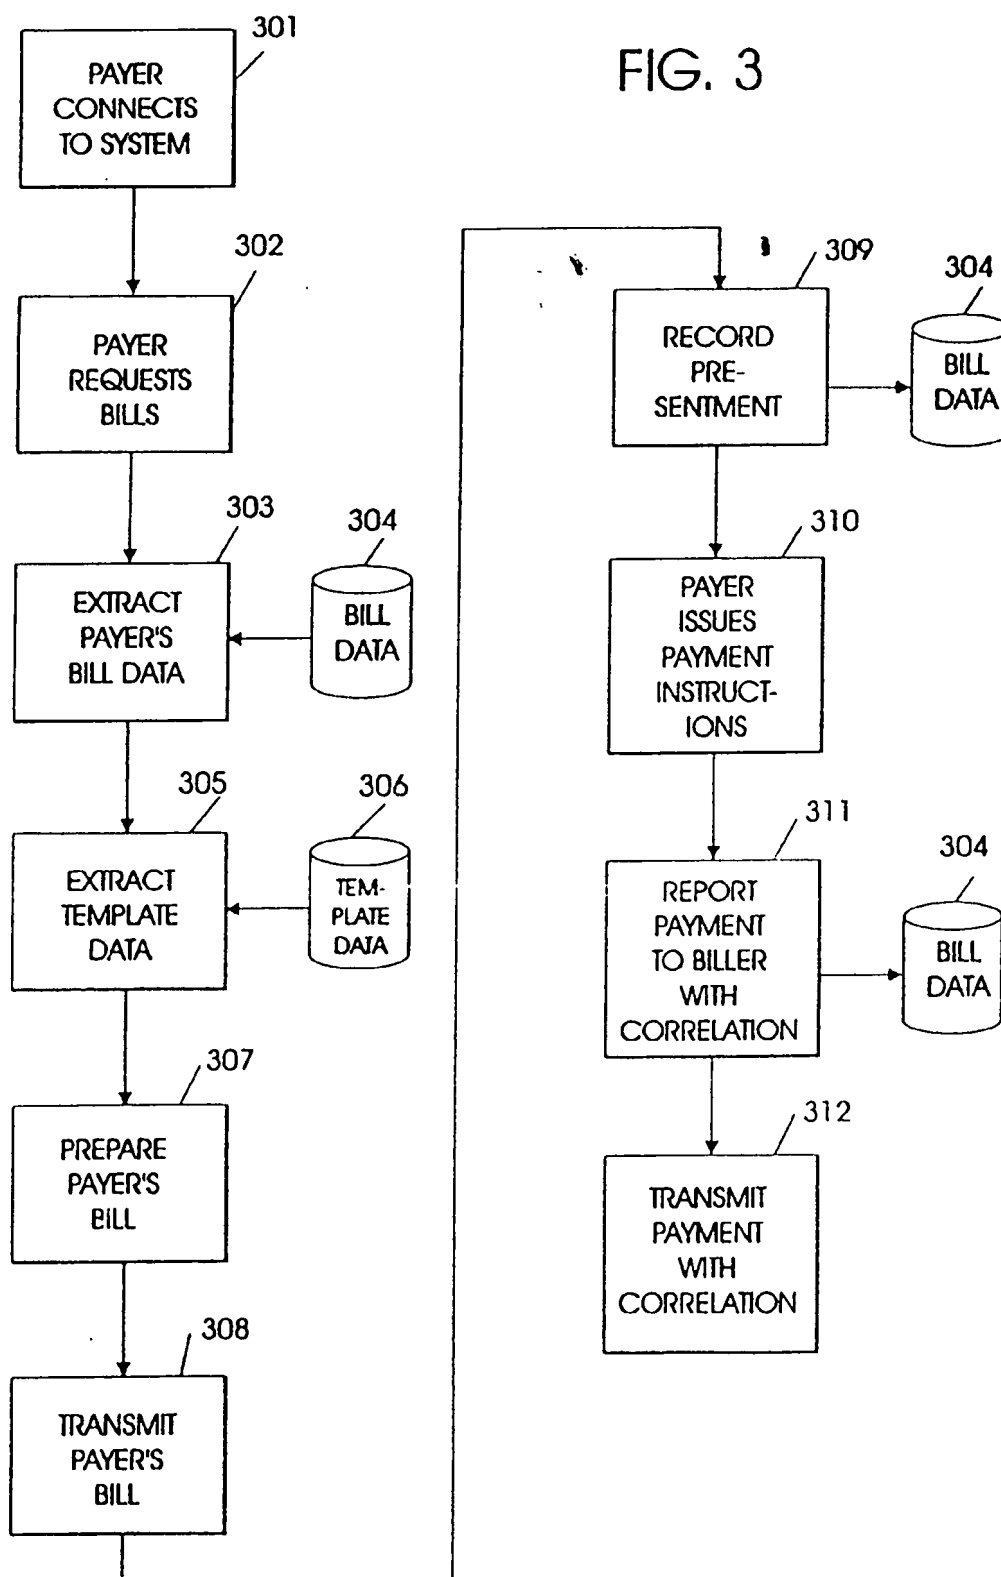 FIG. 3
301
PAYER
CONNECTS
TO SYSTEM
302
PAYER
REQUESTS
BILLS
303
EXTRACT
PAYER'S
BILL DATA
304
BILL
DATA
305
EXTRACT
TEMPLATE
DATA
306
TEM-
PLATE
DATA
307
PREPARE
PAYER'S
BILL
308
TRANSMIT
PAYER'S
BILL
309
RECORD
PRE-
SENTMENT
304
BILL
DATA
310
PAYER
ISSUES
PAYMENT
INSTRUCT-
IONS
311
REPORT
PAYMENT
TO BILLER
WITH
CORRELATION
304
BILL
DATA
312
TRANSMIT
PAYMENT
WITH
CORRELATION